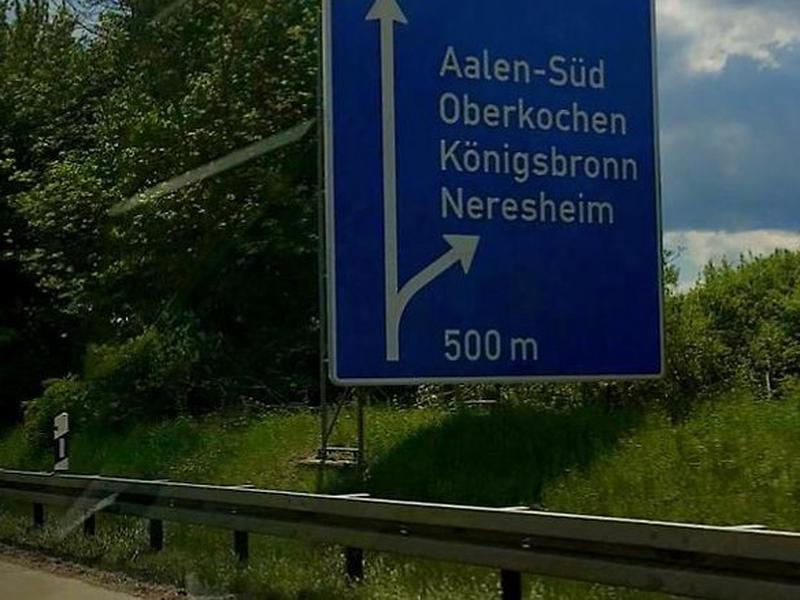 Aalen-Süd
Oberkochen
Königsbronn
Neresheim
500 m